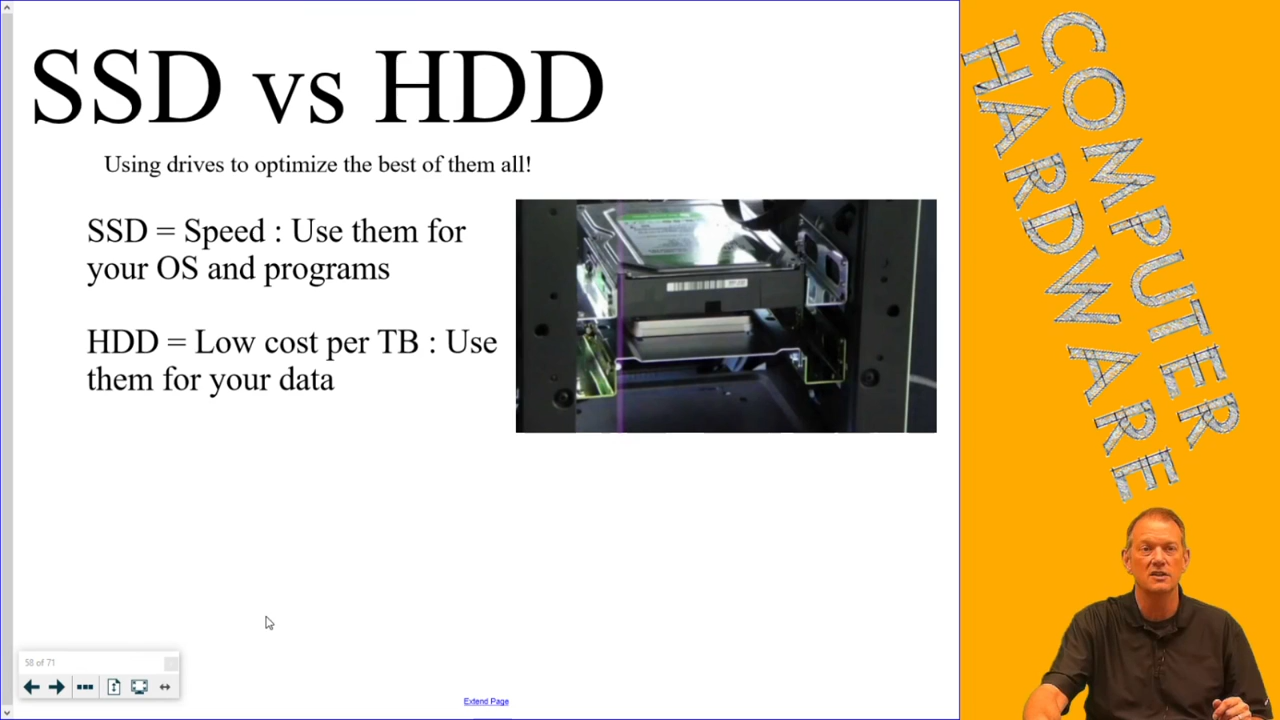 SSD vs HDD
Using drives to optimize the best of them all!
SSD = Speed : Use them for
your OS and programs
HDD = Low cost per TB : Use
them for your data
58 of 71
Extend Page
COMPUTER
HARDWARE